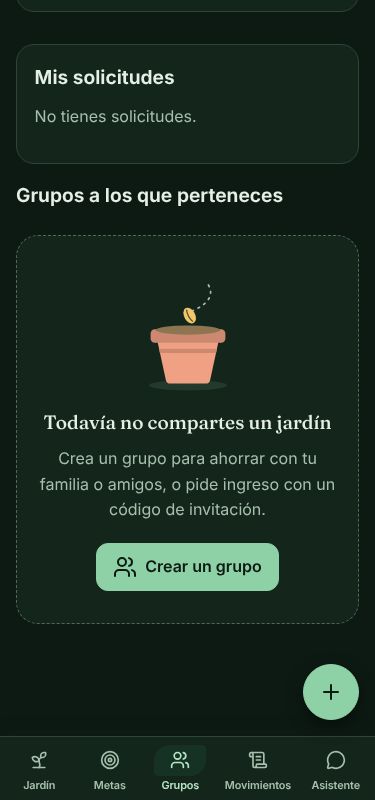 Mis solicitudes
No tienes solicitudes.
Grupos a los que perteneces
Todavía no compartes un jardín
Crea un grupo para ahorrar con tu
familia o amigos, o pide ingreso con un
código de invitación.
Crear un grupo
Jardín
Metas
Grupos
Movimientos
Asistente